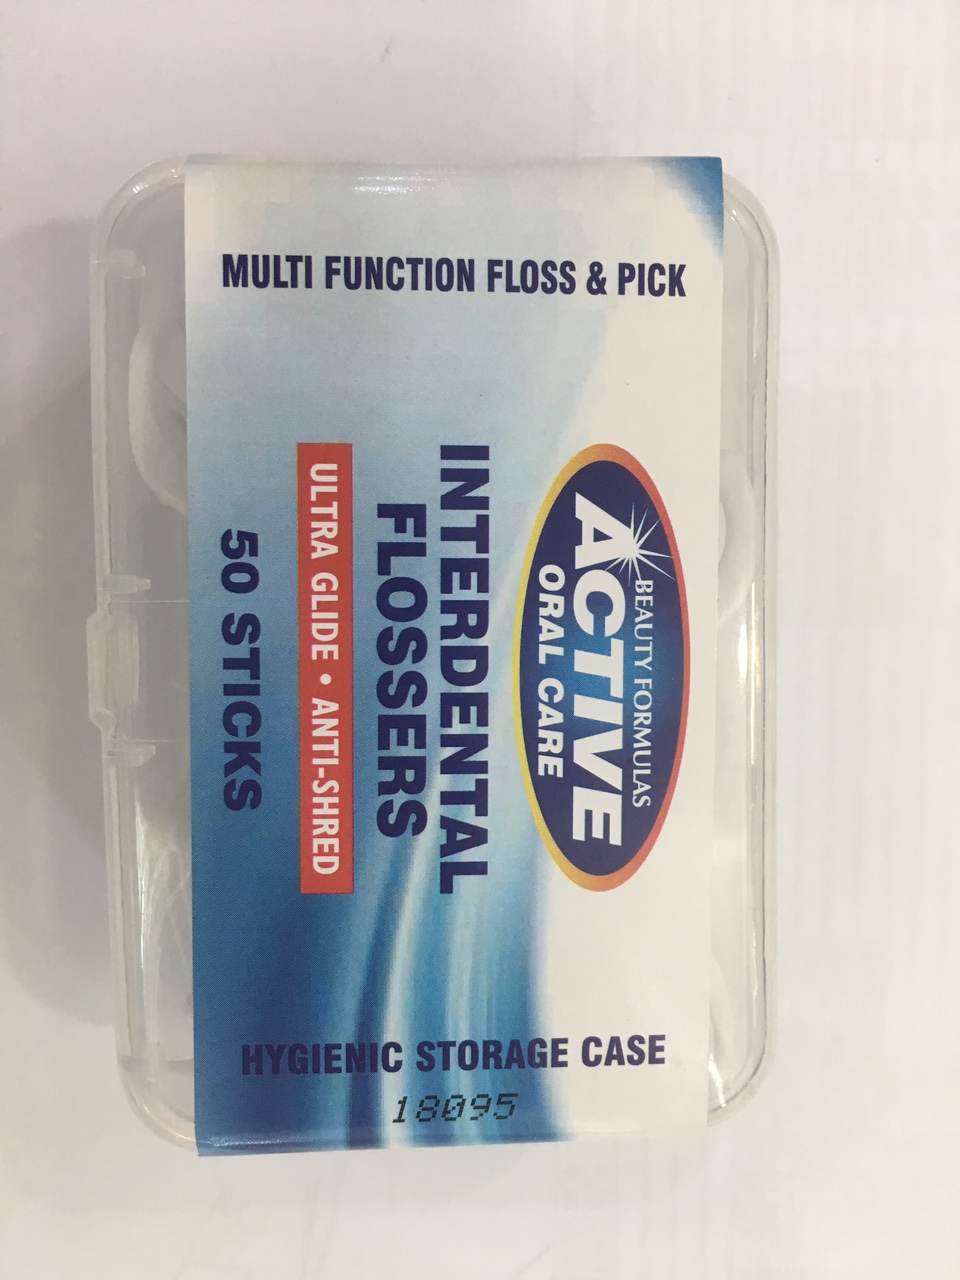 MULTI FUNCTION FLOSS & PICK
BEAUTY FORMULAS
ACTIVE
ORAL CARE
INTERDENTAL
FLOSSERS
ULTRA GLIDE • ANTI-SHRED
50 STICKS
HYGIENIC STORAGE CASE
18095